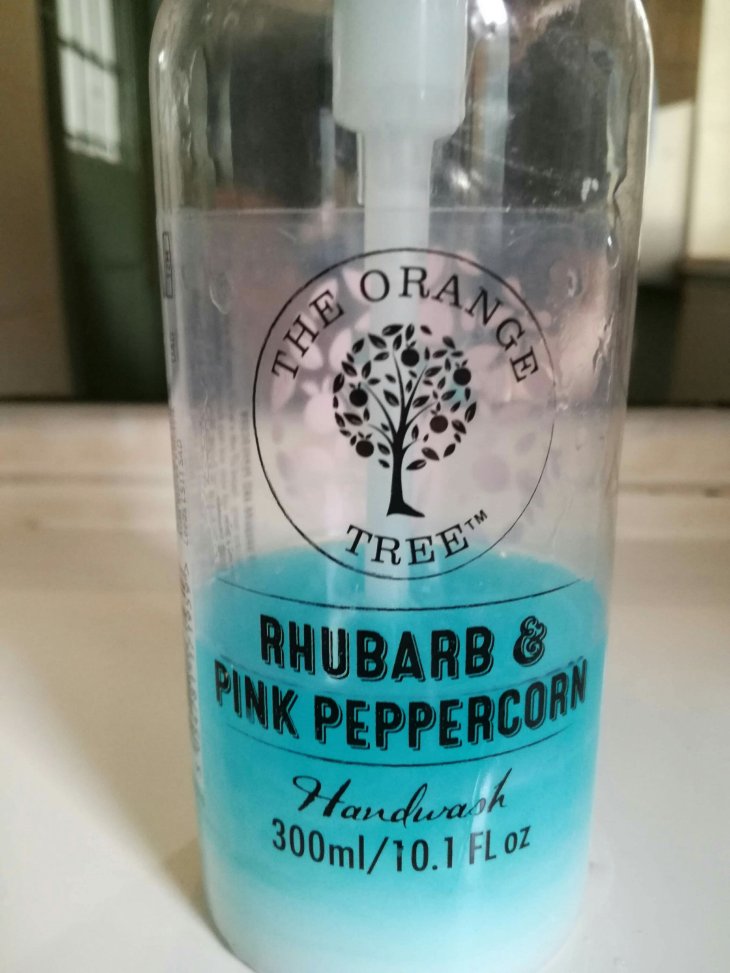 THE ORANGE
TREE™
RHUBARB &
PINK PEPPERCORN
Handwash
300ml/10.1 FL oz